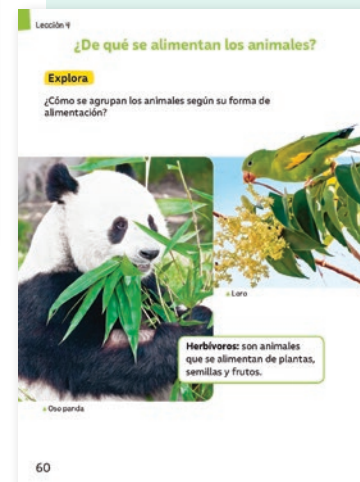 Lección 4
¿De qué se alimentan los animales?
Explora
¿Cómo se agrupan los animales según su forma de
alimentación?
Loro
Herbívoros: son animales
que se alimentan de plantas,
semillas y frutos.
Oso panda
60